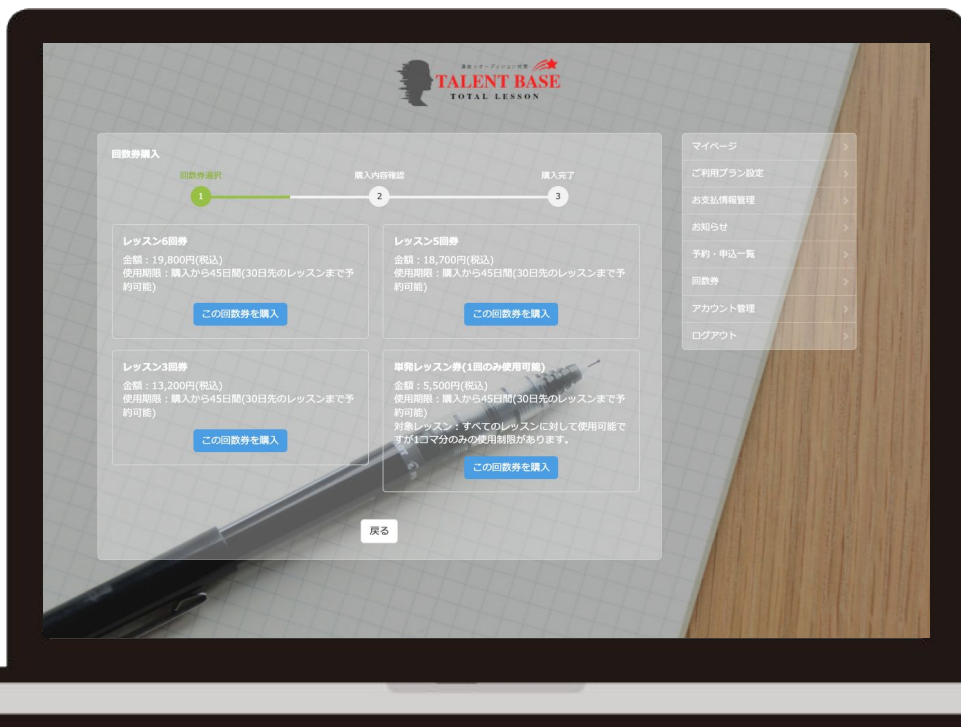 TALENT BASE
TOTAL LESSON
回数券購入
回数券選択
購入内容確認
購入完了
1
2
3
レッスン6回券
金額：19,800円(税込)
使用期限：購入から45日間(30日先のレッスンまで予
約可能)
この回数券を購入
レッスン5回券
金額：18,700円(税込)
使用期限：購入から45日間(30日先のレッスンまで予
約可能)
この回数券を購入
レッスン3回券
金額：13,200円(税込)
使用期限：購入から45日間(30日先のレッスンまで予
約可能)
この回数券を購入
単発レッスン券(1回のみ使用可能)
金額：5,500円(税込)
使用期限：購入から45日間(30日先のレッスンまで予
約可能)
対象レッスン：すべてのレッスンに対して使用可能で
すが1コマ分のみの使用制限があります。
この回数券を購入
戻る
マイページ
ご利用プラン設定
お支払情報管理
お知らせ
予約・申込一覧
回数券
アカウント管理
ログアウト